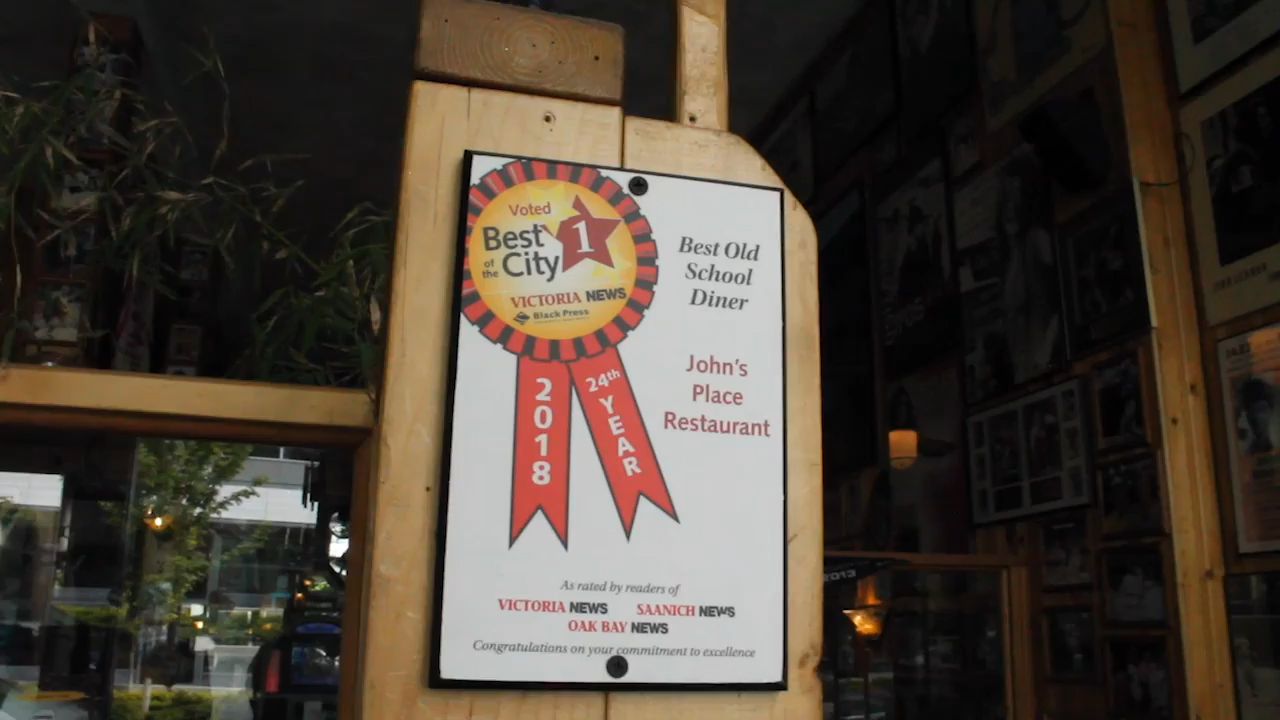 Voted
Best
of the City
1
VICTORIA NEWS
Black Press
2018
24th YEAR
Best Old
School
Diner
John's
Place
Restaurant
As rated by readers of
VICTORIA NEWS SAANICH NEWS
OAK BAY NEWS
Congratulations on your commitment to excellence